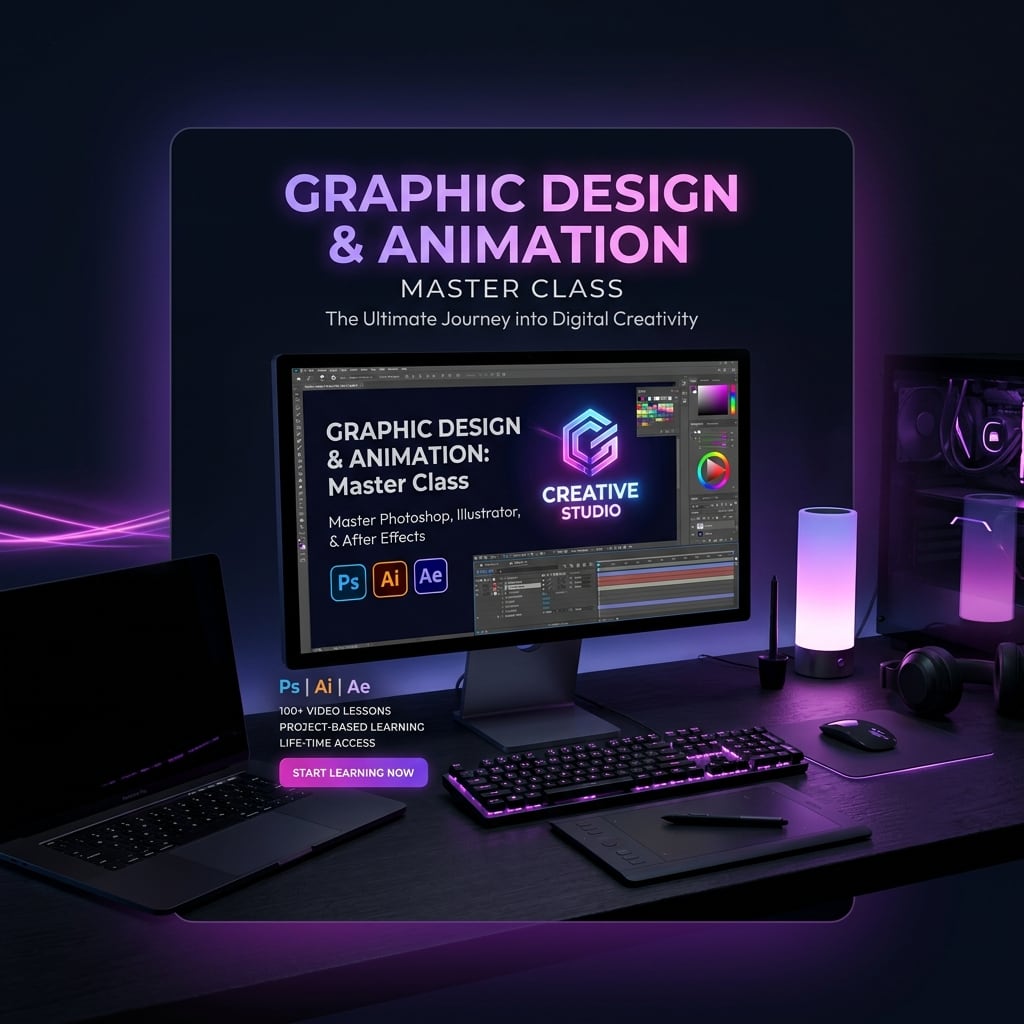 GRAPHIC DESIGN
& ANIMATION
MASTER CLASS
The Ultimate Journey into Digital Creativity
GRAPHIC DESIGN
& ANIMATION:
Master Class
Master Photoshop, Illustrator,
& After Effects
Ps Ai Ae
CREATIVE
STUDIO
Ps | Ai | Ae
100+ VIDEO LESSONS
PROJECT-BASED LEARNING
LIFE-TIME ACCESS
START LEARNING NOW